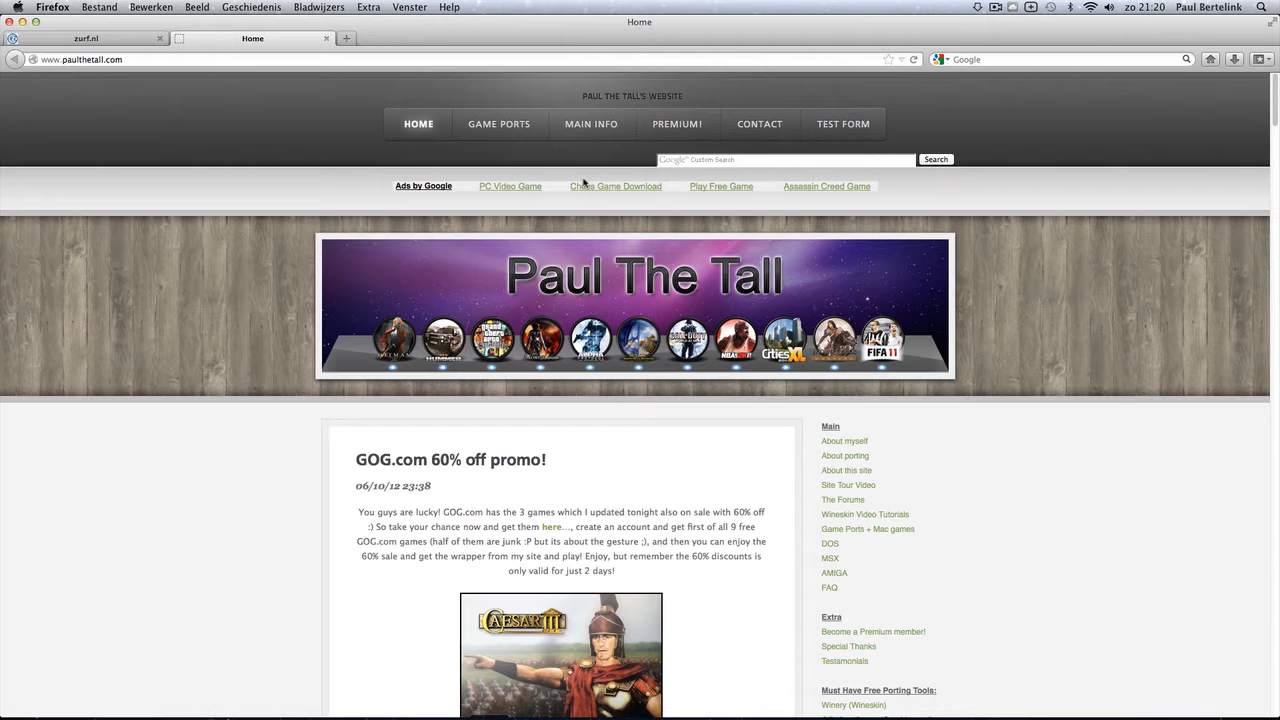 Firefox Bestand Bewerken Beeld Geschiedenis Bladwijzers Extra Venster Help zo 21:20 Paul Bertelink
Home
zurf.nl Home
www.paulthetall.com Google
PAUL THE TALL'S WEBSITE
HOME GAME PORTS MAIN INFO PREMIUM! CONTACT TEST FORM
Google™ Custom Search Search
Ads by Google PC Video Game Chess Game Download Play Free Game Assassin Creed Game
Paul The Tall
HITMAN HUMMER ALPHA NBA2K11 CitiesXL FIFA 11
GOG.com 60% off promo!
06/10/12 23:38
You guys are lucky! GOG.com has the 3 games which I updated tonight also on sale with 60% off
:) So take your chance now and get them here..., create an account and get first of all 9 free
GOG.com games (half of them are junk :P but its about the gesture ;), and then you can enjoy the
60% sale and get the wrapper from my site and play! Enjoy, but remember the 60% discounts is
only valid for just 2 days!
CAESAR III
Main
About myself
About porting
About this site
Site Tour Video
The Forums
Wineskin Video Tutorials
Game Ports + Mac games
DOS
MSX
AMIGA
FAQ
Extra
Become a Premium member!
Special Thanks
Testamonials
Must Have Free Porting Tools:
Winery (Wineskin)